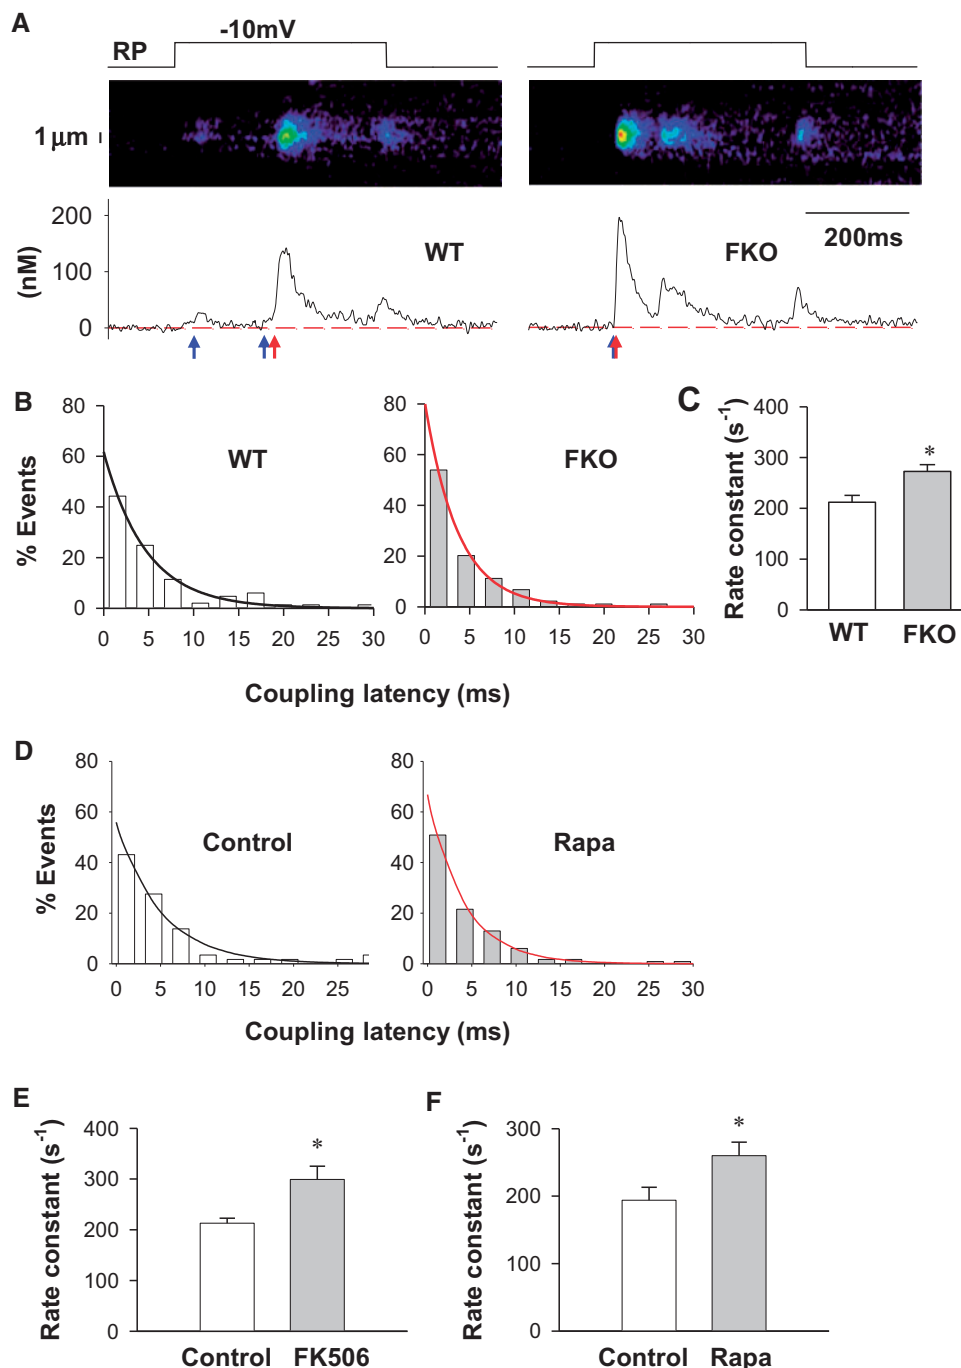 A
RP
-10mV
1 µm
200
100
0
(nM)
WT
FKO
200ms
B
80
60
40
20
0
% Events
WT
0 5 10 15 20 25 30
80
60
40
20
0
FKO
0 5 10 15 20 25 30
Coupling latency (ms)
C
400
300
200
100
0
Rate constant (s-1)
*
WT FKO
D
80
60
40
20
0
% Events
Control
0 5 10 15 20 25
80
60
40
20
0
Rapa
0 5 10 15 20 25 30
Coupling latency (ms)
E
400
300
200
100
0
Rate constant (s-1)
*
Control FK506
F
300
200
100
0
Rate constant (s-1)
*
Control Rapa